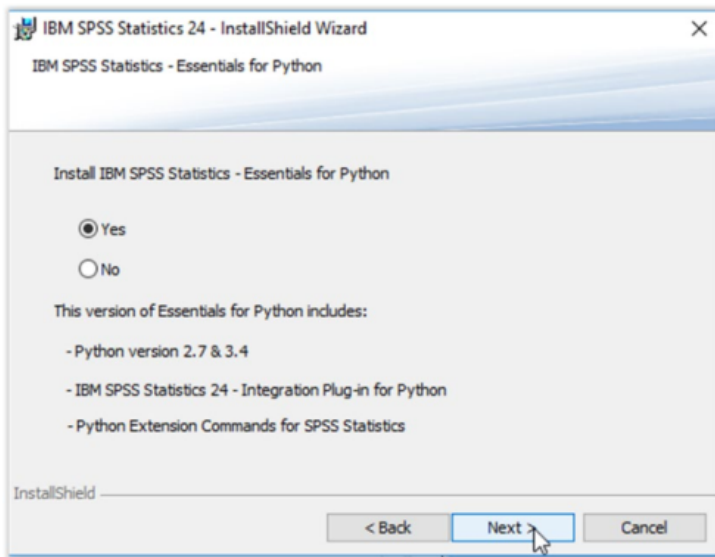 IBM SPSS Statistics 24 - InstallShield Wizard
IBM SPSS Statistics - Essentials for Python
Install IBM SPSS Statistics - Essentials for Python
Yes
No
This version of Essentials for Python includes:
- Python version 2.7 & 3.4
- IBM SPSS Statistics 24 - Integration Plug-in for Python
- Python Extension Commands for SPSS Statistics
InstallShield
< Back
Next >
Cancel